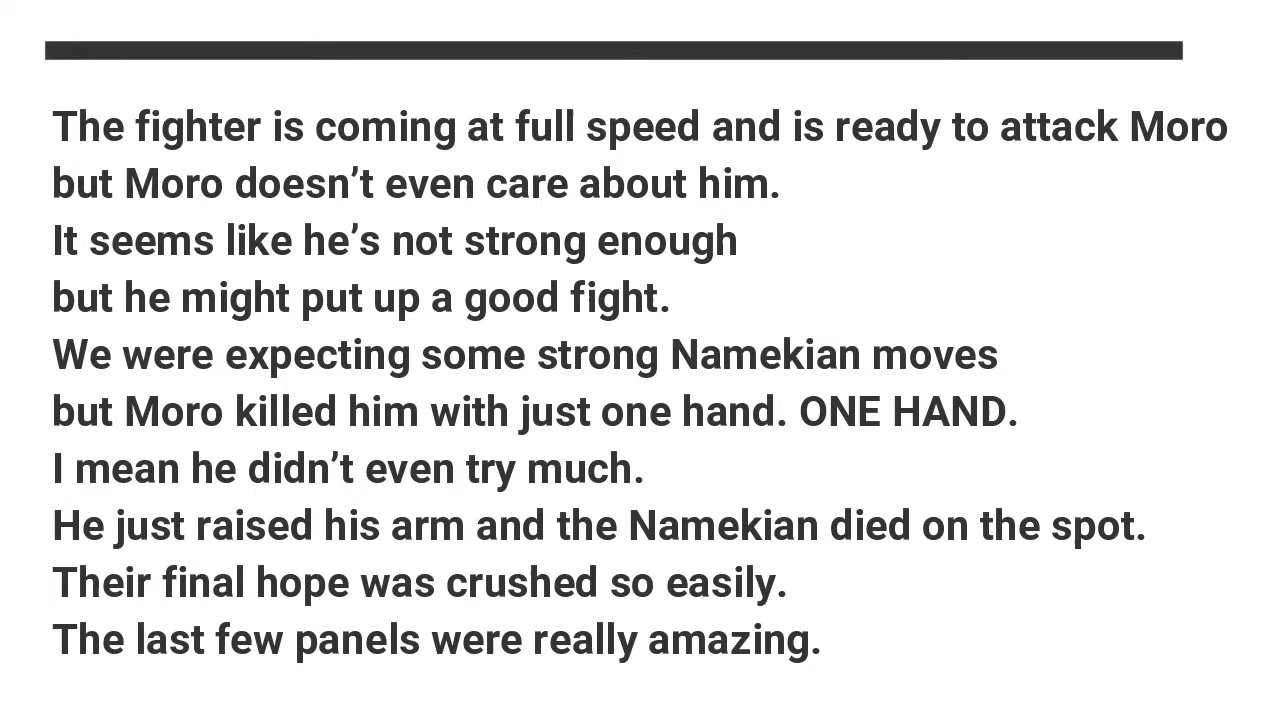 The fighter is coming at full speed and is ready to attack Moro
but Moro doesn’t even care about him.
It seems like he’s not strong enough
but he might put up a good fight.
We were expecting some strong Namekian moves
but Moro killed him with just one hand. ONE HAND.
I mean he didn’t even try much.
He just raised his arm and the Namekian died on the spot.
Their final hope was crushed so easily.
The last few panels were really amazing.